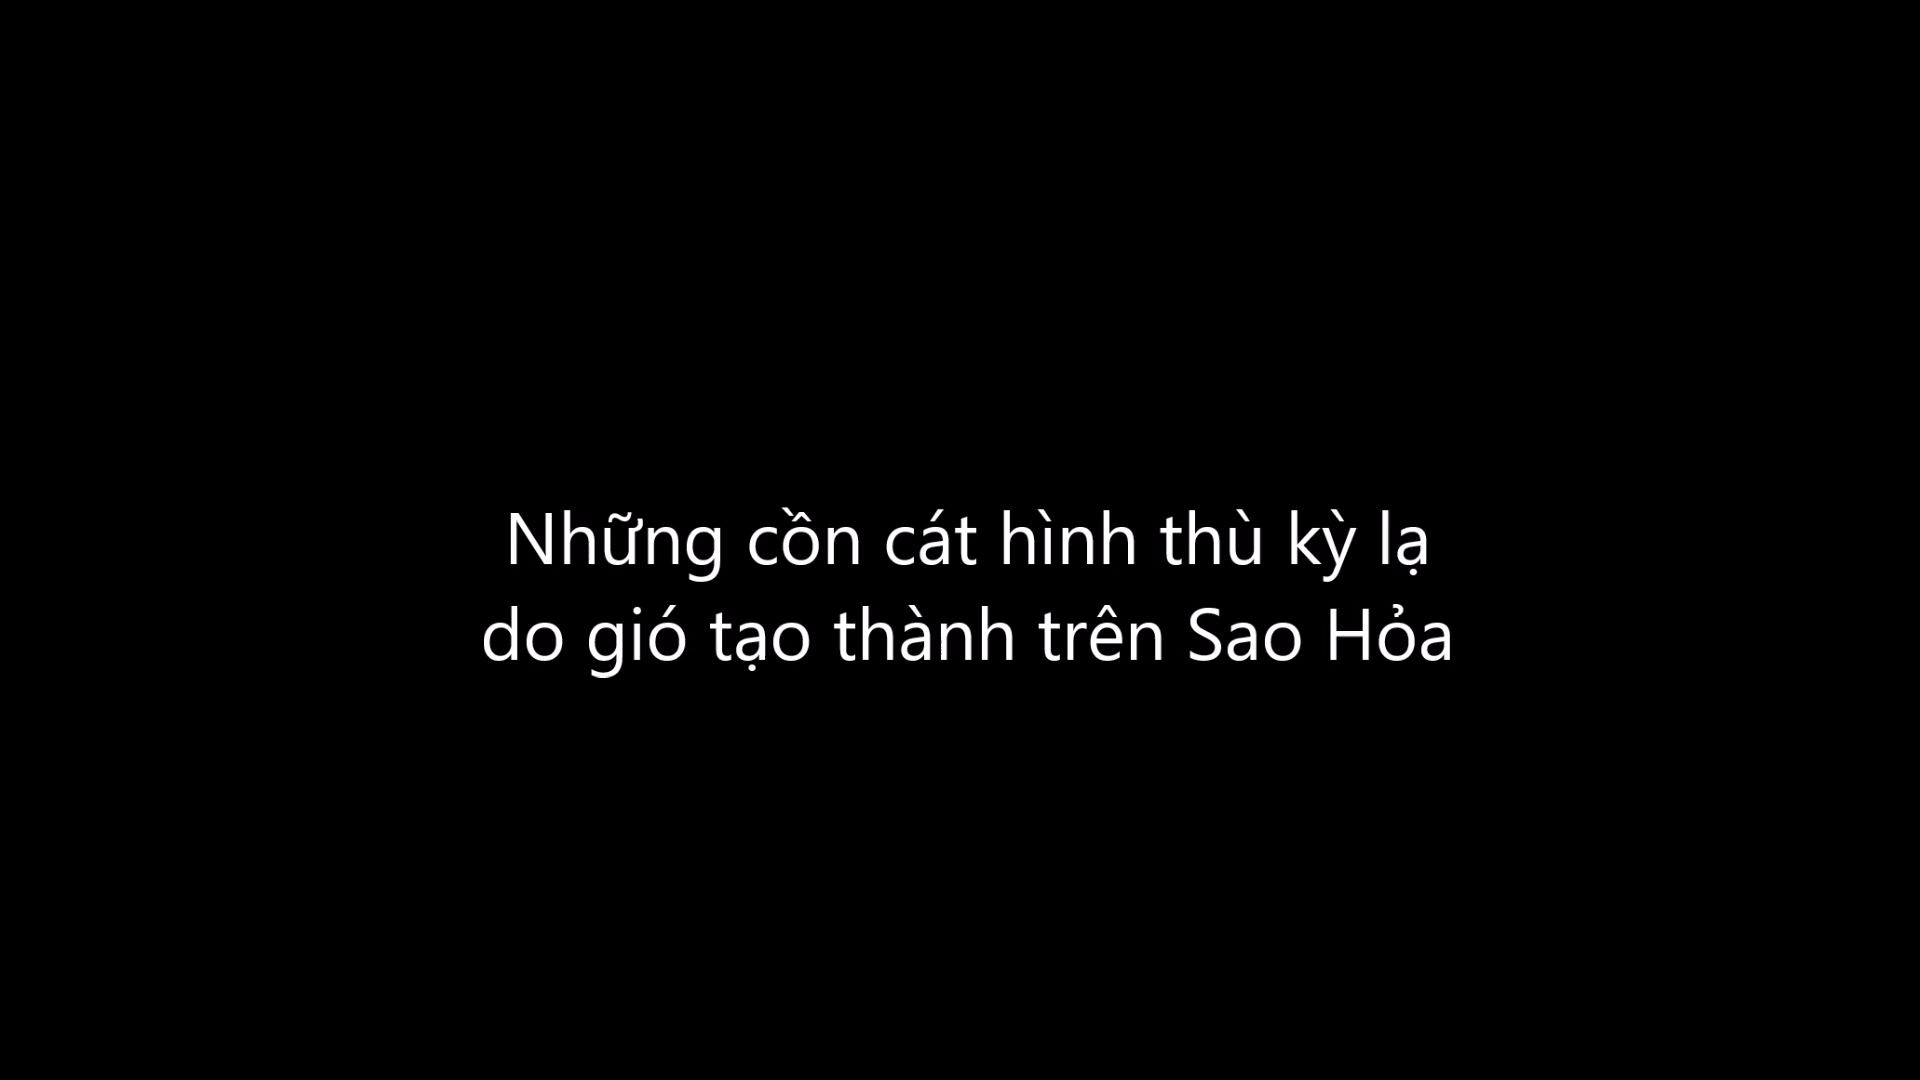 Những cồn cát hình thù kỳ lạ
do gió tạo thành trên Sao Hỏa